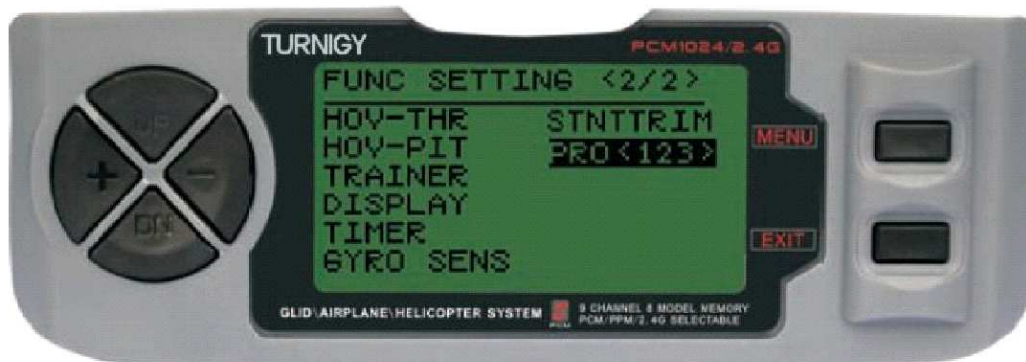 TURNIGY
PCM1024/2.4G
FUNC SETTING <2/2>
HOV-THR STNTTRIM
HOV-PIT PRO<123>
TRAINER
DISPLAY
TIMER
GYRO SENS
UP
+ -
DN
MENU
EXIT
GLID\AIRPLANE\HELICOPTER SYSTEM
PCM
9 CHANNEL 8 MODEL MEMORY
PCM/PPM/2.4G SELECTABLE